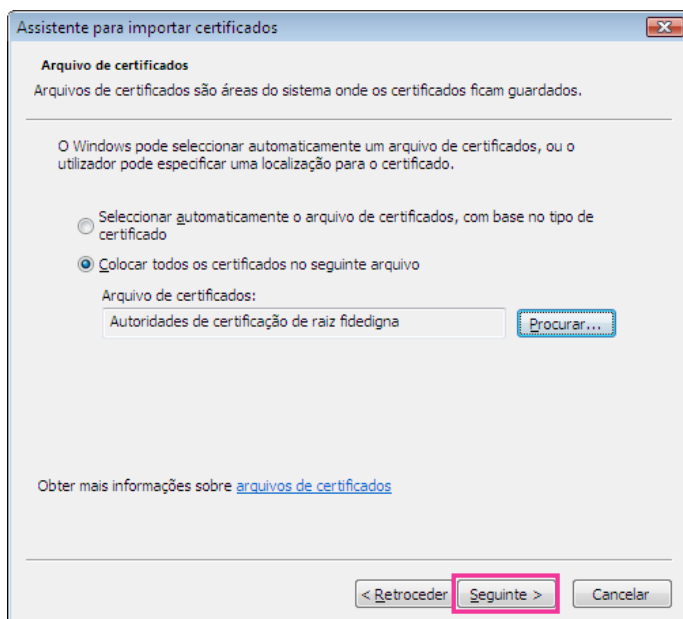 Assistente para importar certificados
Arquivo de certificados
Arquivos de certificados são áreas do sistema onde os certificados ficam guardados.
O Windows pode seleccionar automaticamente um arquivo de certificados, ou o
utilizador pode especificar uma localização para o certificado.
Seleccionar automaticamente o arquivo de certificados, com base no tipo de
certificado
Colocar todos os certificados no seguinte arquivo
Arquivo de certificados:
Autoridades de certificação de raiz fidedigna
Procurar...
Obter mais informações sobre arquivos de certificados
< Retroceder
Seguinte >
Cancelar